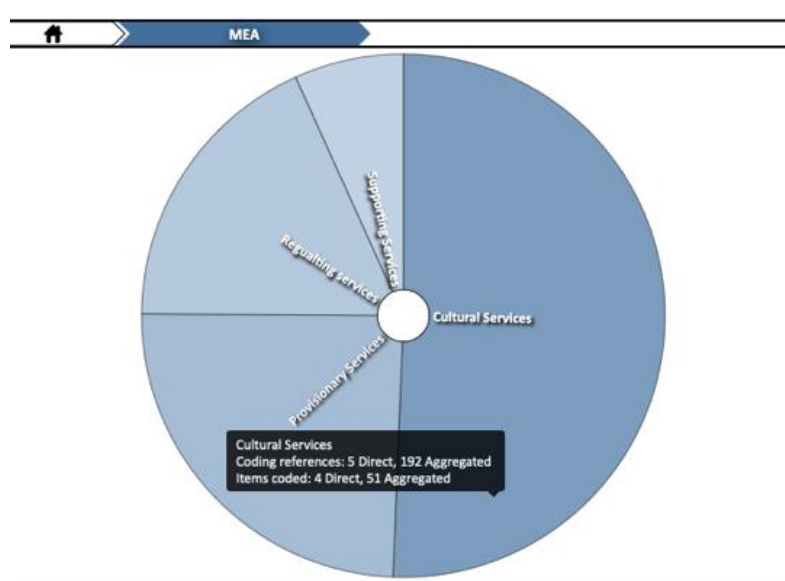 MEA
Supporting Services
Regualting services
Cultural Services
Provisionary Services
Cultural Services
Coding references: 5 Direct, 192 Aggregated
Items coded: 4 Direct, 51 Aggregated